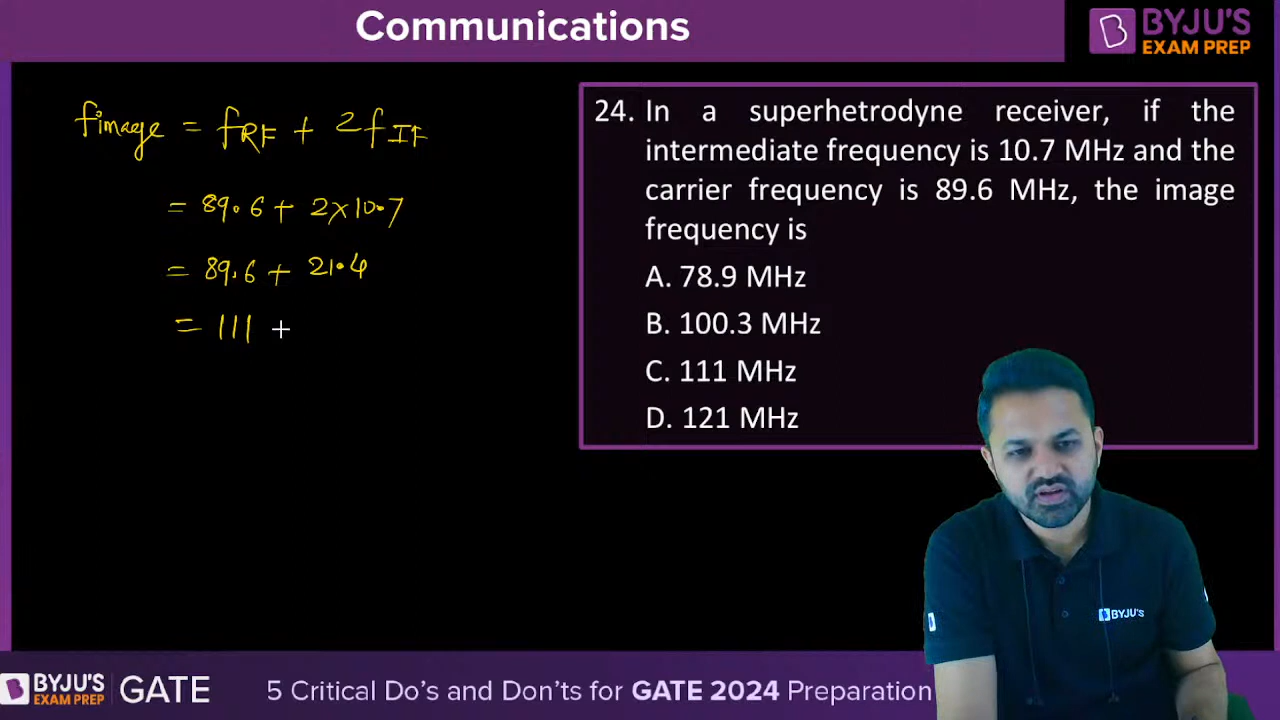 Communications
BYJU'S
EXAM PREP
fimage = fRF + 2fIF
= 89.6 + 2×10.7
= 89.6 + 21.4
= 111
24. In a superhetrodyne receiver, if the
intermediate frequency is 10.7 MHz and the
carrier frequency is 89.6 MHz, the image
frequency is
A. 78.9 MHz
B. 100.3 MHz
C. 111 MHz
D. 121 MHz
BYJU'S
BYJU'S
EXAM PREP
GATE
5 Critical Do's and Don'ts for GATE 2024 Preparation